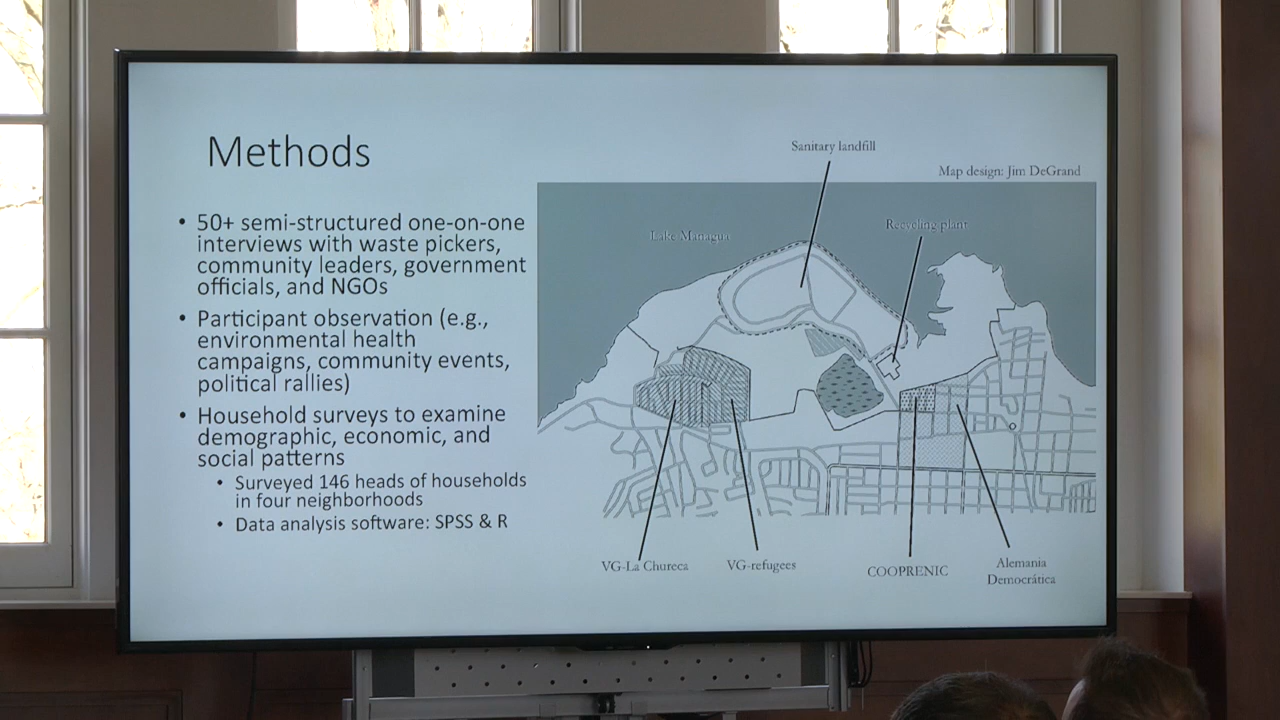 Methods
• 50+ semi-structured one-on-one
interviews with waste pickers,
community leaders, government
officials, and NGOs
• Participant observation (e.g.,
environmental health
campaigns, community events,
political rallies)
• Household surveys to examine
demographic, economic, and
social patterns
• Surveyed 146 heads of households
in four neighborhoods
• Data analysis software: SPSS & R
Sanitary landfill
Map design: Jim DeGrand
Lake Managua
Recycling plant
VG-La Chureca
VG-refugees
COOPRENIC
Alemania
Democrática